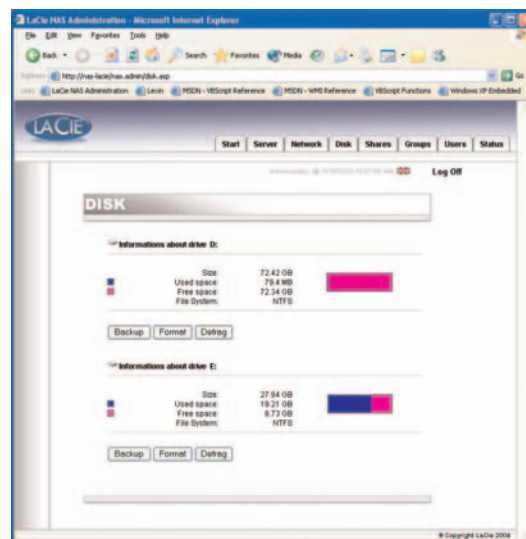 LaCie NAS Administration - Microsoft Internet Explorer
File Edit View Favorites Tools Help
Back Search Favorites Media
Address http://nas-lacie/nas.admin/disk.asp Go
LaCie NAS Administration Levin MSDN - VBScript Reference MSDN - WMI Reference VBScript Functions Windows XP Embedded
LACIE
Start Server Network Disk Shares Groups Users Status
Log Off
DISK
Informations about drive D:
Size: 72.42 GB
Used space: 79.4 MB
Free space: 72.34 GB
File System: NTFS
Backup Format Defrag
Informations about drive E:
Size: 27.94 GB
Used space: 19.21 GB
Free space: 8.73 GB
File System: NTFS
Backup Format Defrag
© Copyright LaCie 2004